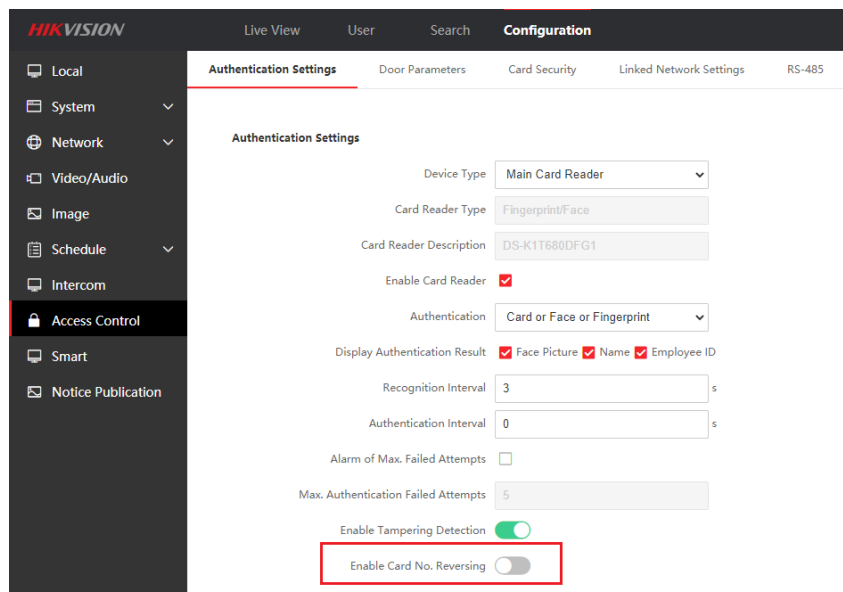 HIKVISION Live View User Search Configuration
Local
System
Network
Video/Audio
Image
Schedule
Intercom
Access Control
Smart
Notice Publication
Authentication Settings Door Parameters Card Security Linked Network Settings RS-485
Authentication Settings
Device Type Main Card Reader
Card Reader Type Fingerprint/Face
Card Reader Description DS-K1T680DFG1
Enable Card Reader
Authentication Card or Face or Fingerprint
Display Authentication Result Face Picture Name Employee ID
Recognition Interval 3 s
Authentication Interval 0 s
Alarm of Max. Failed Attempts
Max. Authentication Failed Attempts 5
Enable Tampering Detection
Enable Card No. Reversing